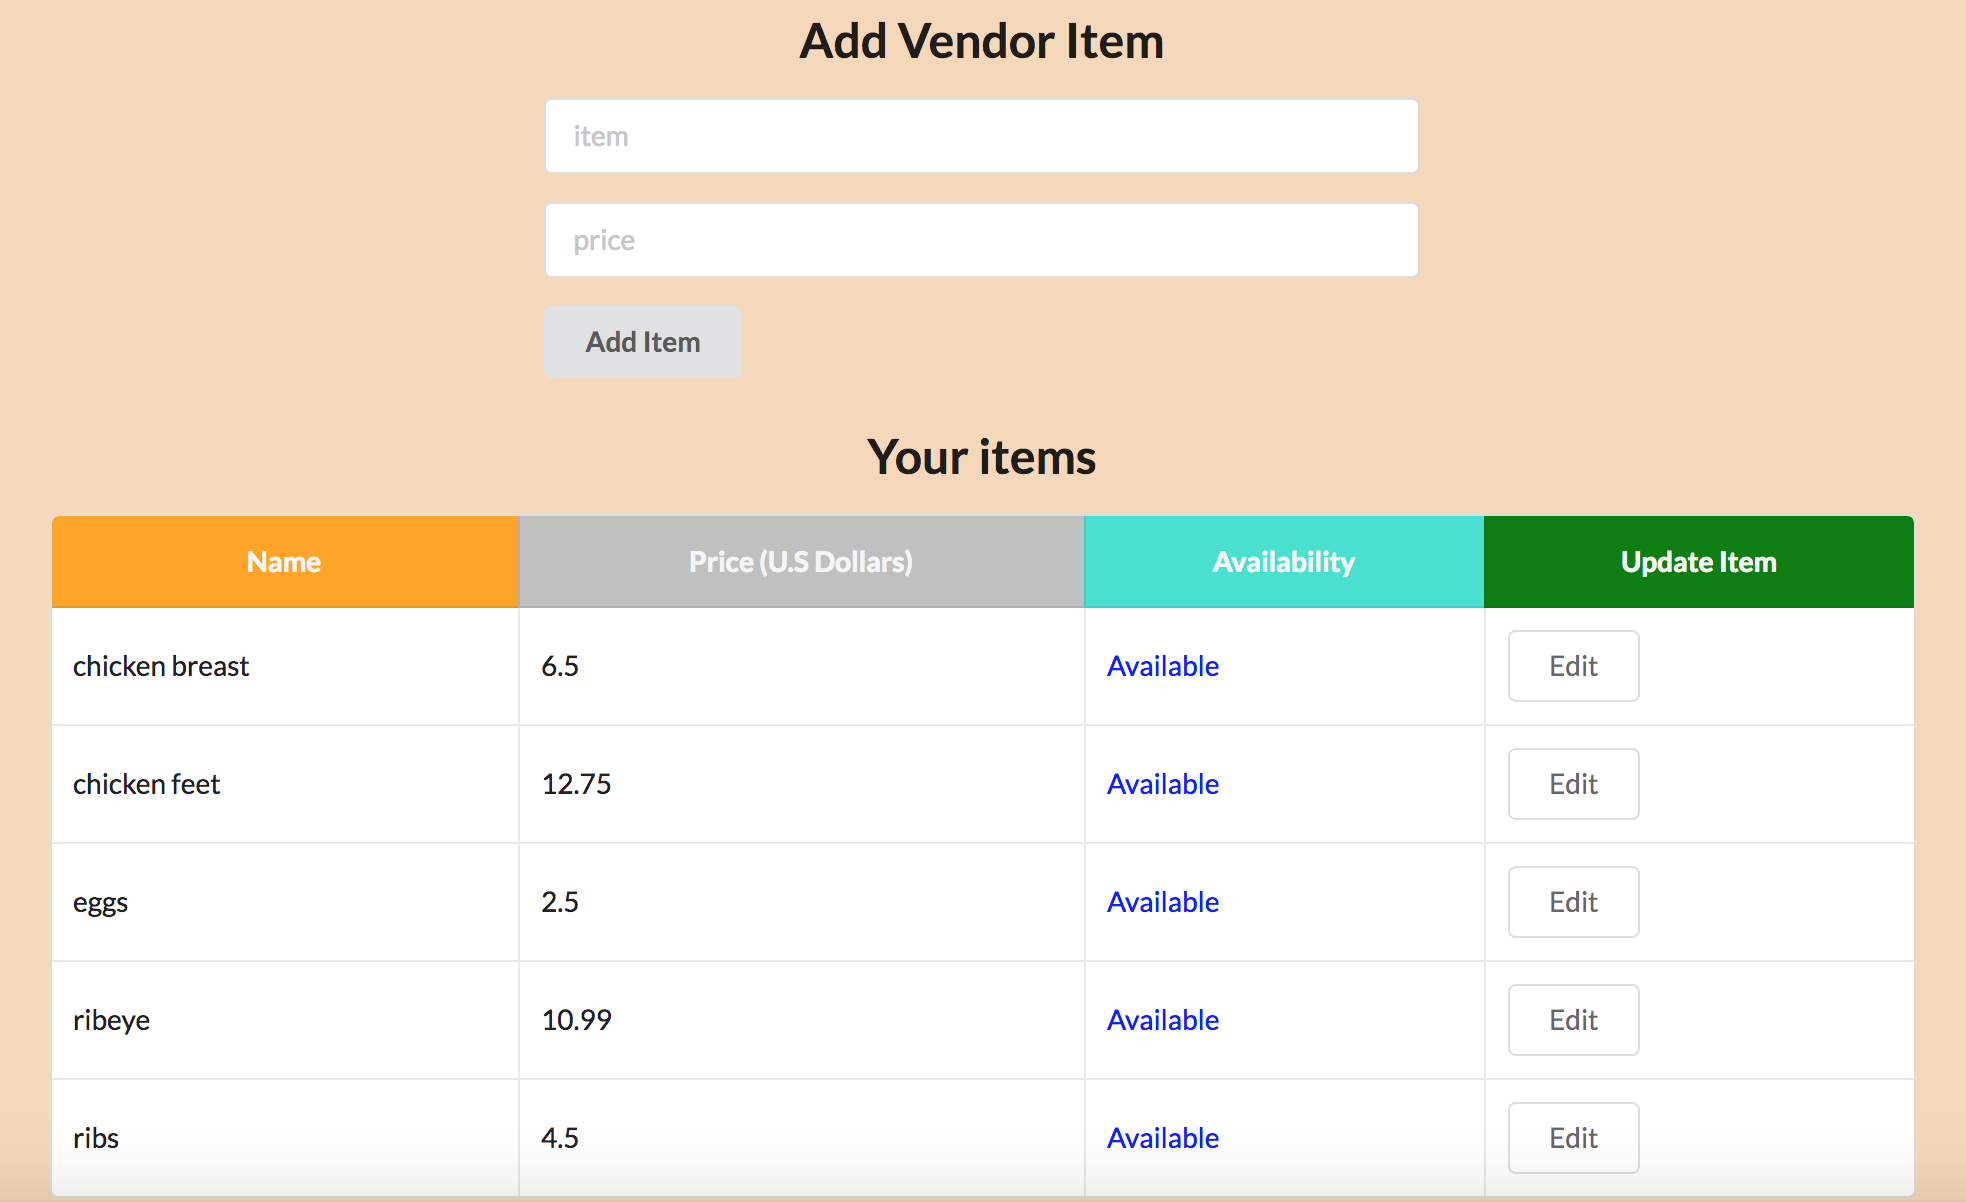 Add Vendor Item
item
price
Add Item
Your items
Name Price (U.S Dollars) Availability Update Item
chicken breast 6.5 Available Edit
chicken feet 12.75 Available Edit
eggs 2.5 Available Edit
ribeye 10.99 Available Edit
ribs 4.5 Available Edit